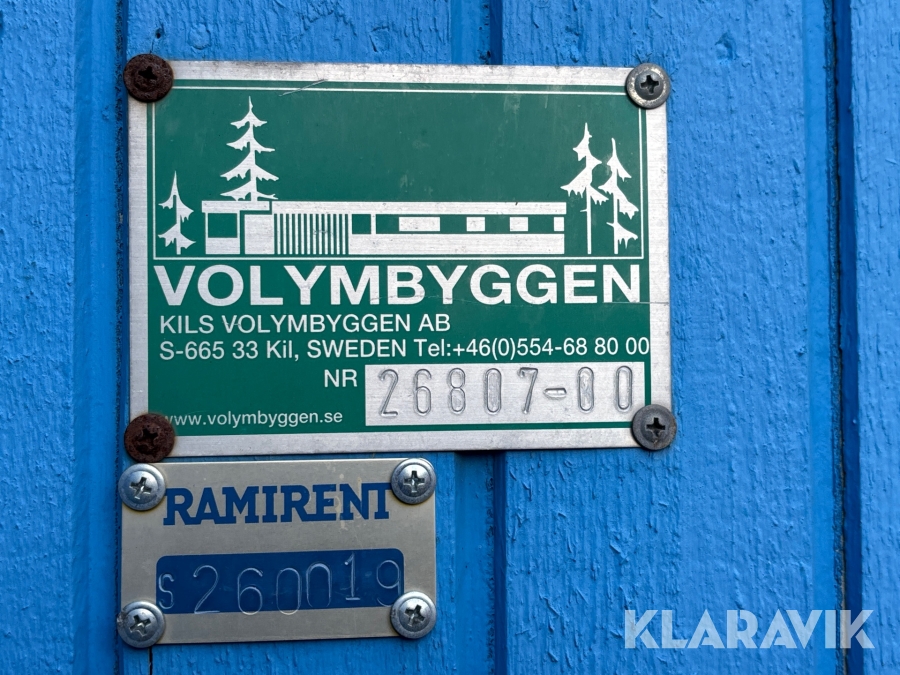 VOLYMBYGGEN
KILS VOLYMBYGGEN AB
S-665 33 Kil, SWEDEN Tel:+46(0)554-68 80 00
NR 26807-00
www.volymbyggen.se
RAMIRENT
S260019
KLARAVIK